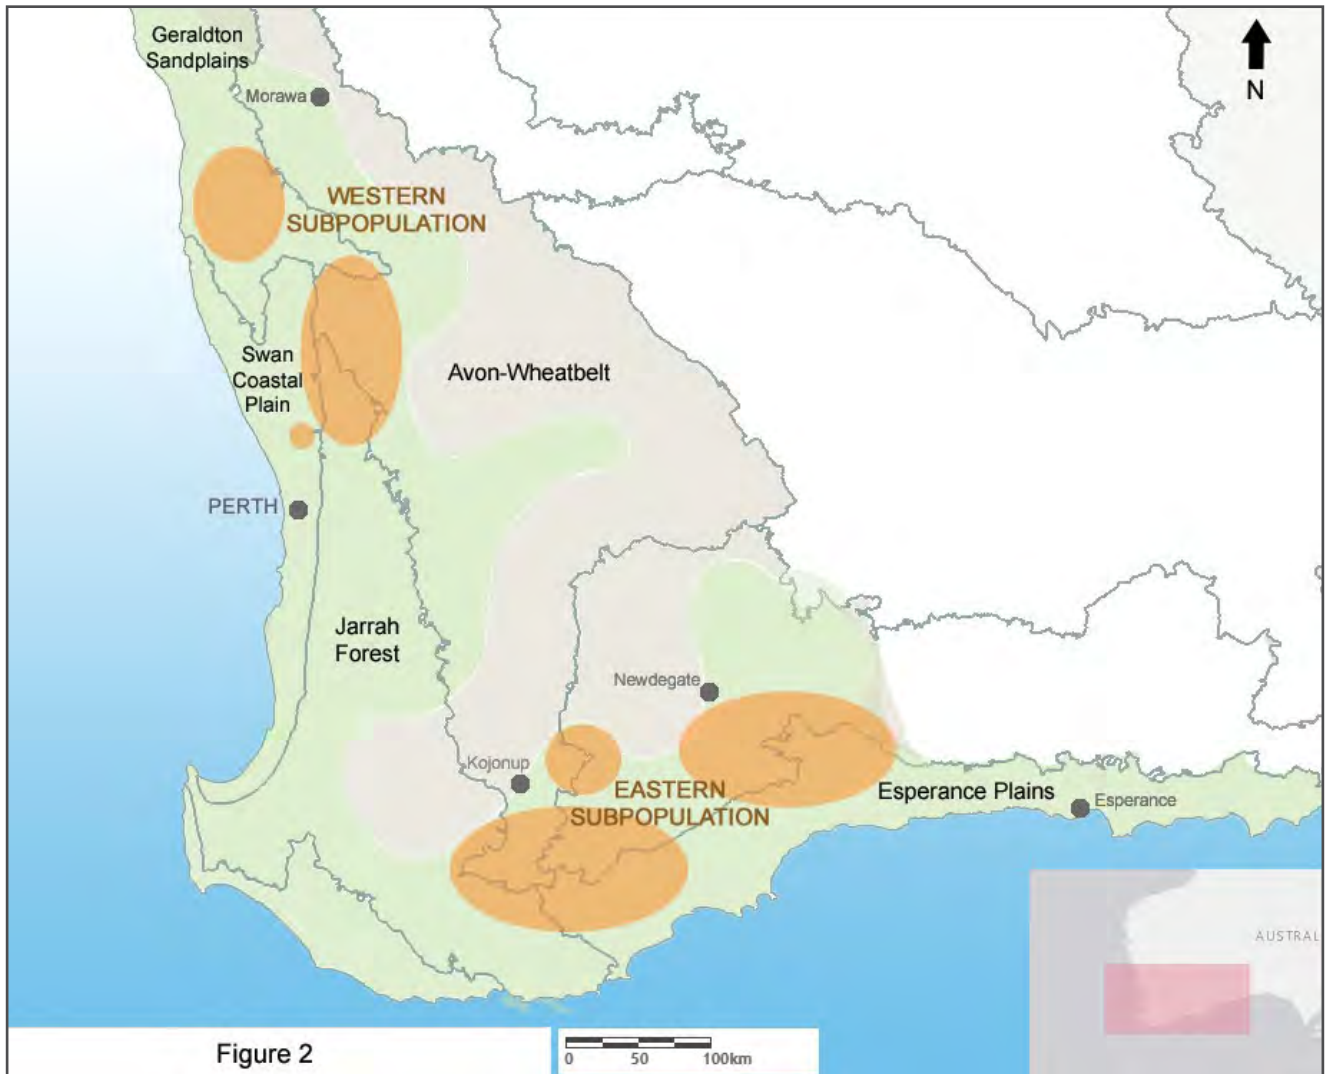 Geraldton
Sandplains
N
Morawa
WESTERN
SUBPOPULATION
Swan
Coastal
Plain
Avon-Wheatbelt
PERTH
Jarrah
Forest
Newdegate
Kojonup
EASTERN
SUBPOPULATION
Esperance Plains
Esperance
AUSTRAL
Figure 2
0 50 100km